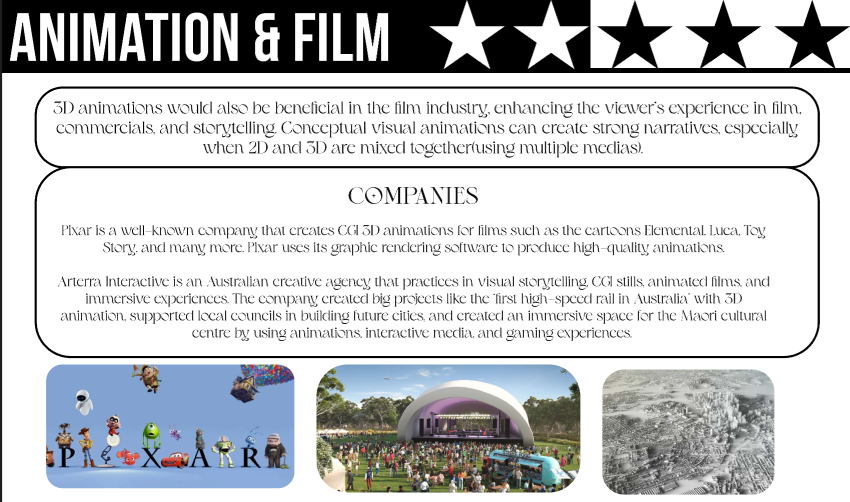 ANIMATION & FILM
3D animations would also be beneficial in the film industry, enhancing the viewer's experience in film,
commercials, and storytelling. Conceptual visual animations can create strong narratives, especially
when 2D and 3D are mixed together(using multiple medias).
COMPANIES
Pixar is a well-known company that creates CGI 3D animations for films such as the cartoons Elemental, Luca, Toy
Story, and many more. Pixar uses its graphic rendering software to produce high-quality animations.
Arterra Interactive is an Australian creative agency that practices in visual storytelling, CGI stills, animated films, and
immersive experiences. The company created big projects like the 'first high-speed rail in Australia' with 3D
animation, supported local councils in building future cities, and created an immersive space for the Maori cultural
centre by using animations, interactive media, and gaming experiences.
PIXAR